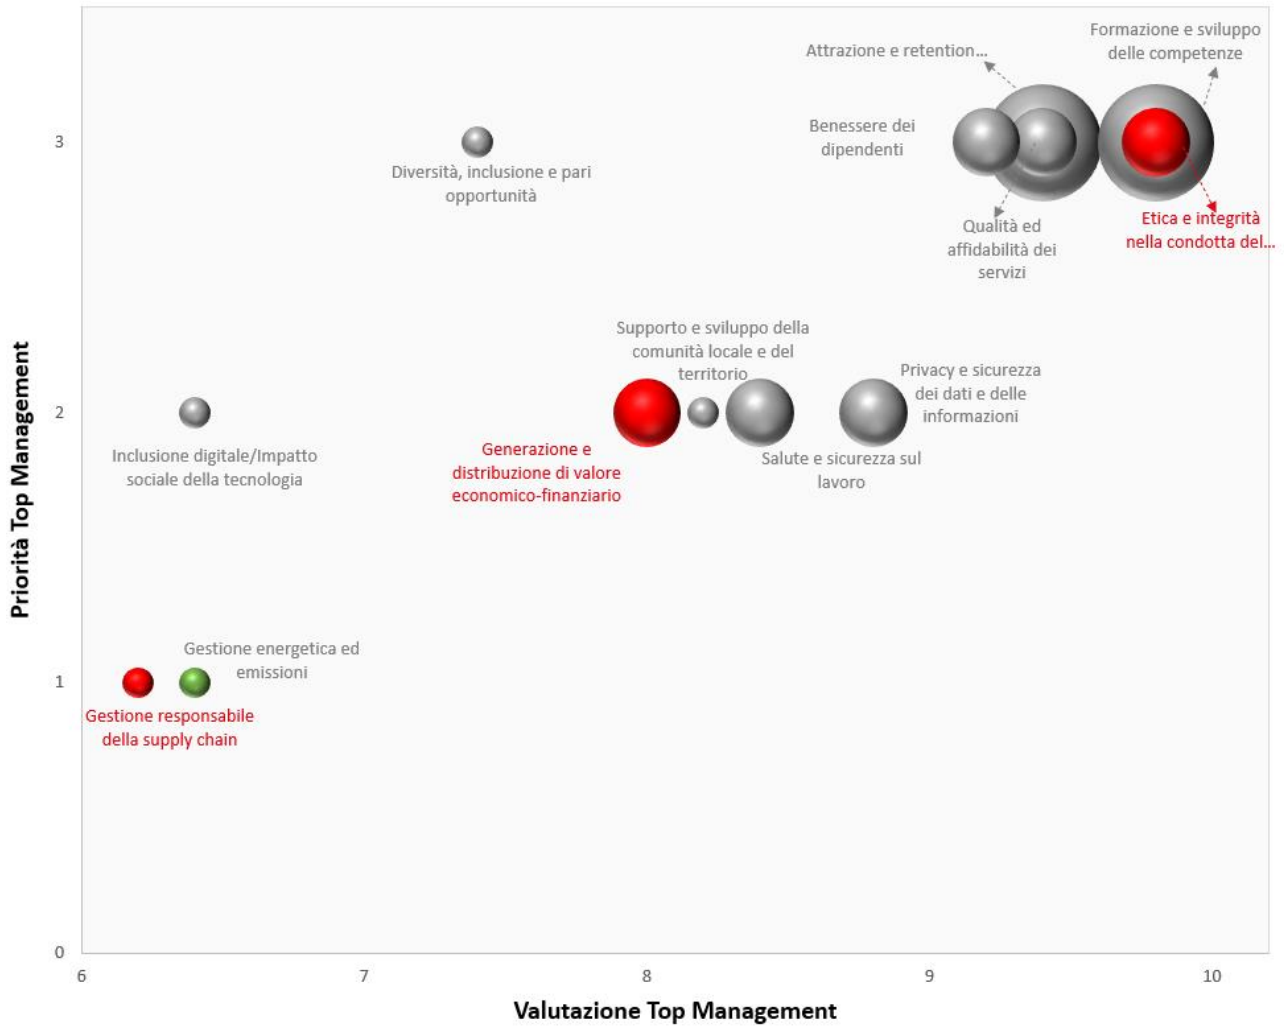 Formazione e sviluppo
delle competenze
Attrazione e retention...
3
Benessere dei
dipendenti
Diversità, inclusione e pari
opportunità
Qualità ed
affidabilità dei
servizi
Etica e integrità
nella condotta del...
Supporto e sviluppo della
comunità locale e del
territorio
Privacy e sicurezza
dei dati e delle
informazioni
2
Inclusione digitale/Impatto
sociale della tecnologia
Generazione e
distribuzione di valore
economico-finanziario
Salute e sicurezza sul
lavoro
Priorità Top Management
Gestione energetica ed
emissioni
1
Gestione responsabile
della supply chain
0
6 7 8 9 10
Valutazione Top Management